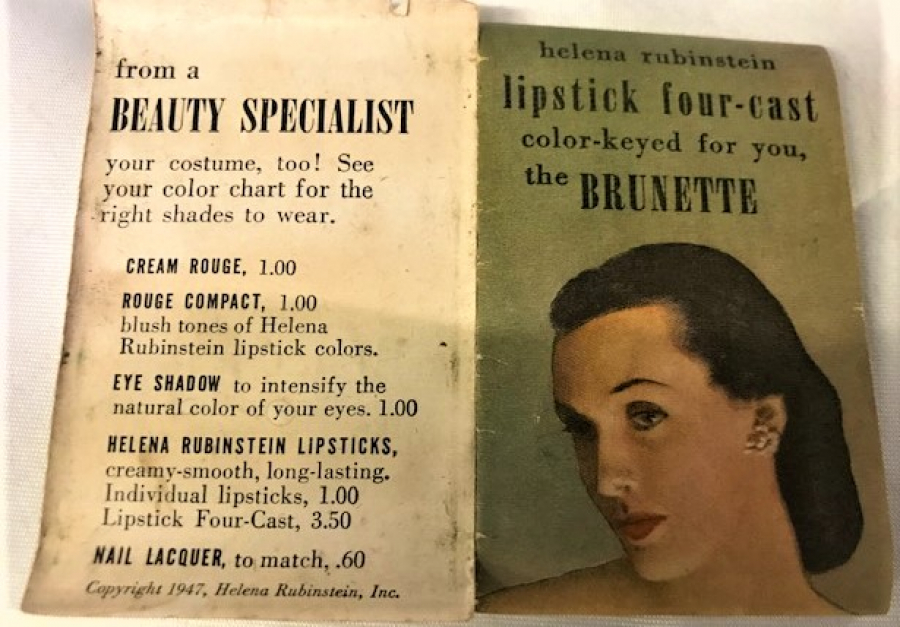 from a
BEAUTY SPECIALIST
your costume, too! See
your color chart for the
right shades to wear.
CREAM ROUGE, 1.00
ROUGE COMPACT, 1.00
blush tones of Helena
Rubinstein lipstick colors.
EYE SHADOW to intensify the
natural color of your eyes. 1.00
HELENA RUBINSTEIN LIPSTICKS,
creamy-smooth, long-lasting.
Individual lipsticks, 1.00
Lipstick Four-Cast, 3.50
NAIL LACQUER, to match, .60
Copyright 1947, Helena Rubinstein, Inc.
helena rubinstein
lipstick four-cast
color-keyed for you,
the BRUNETTE